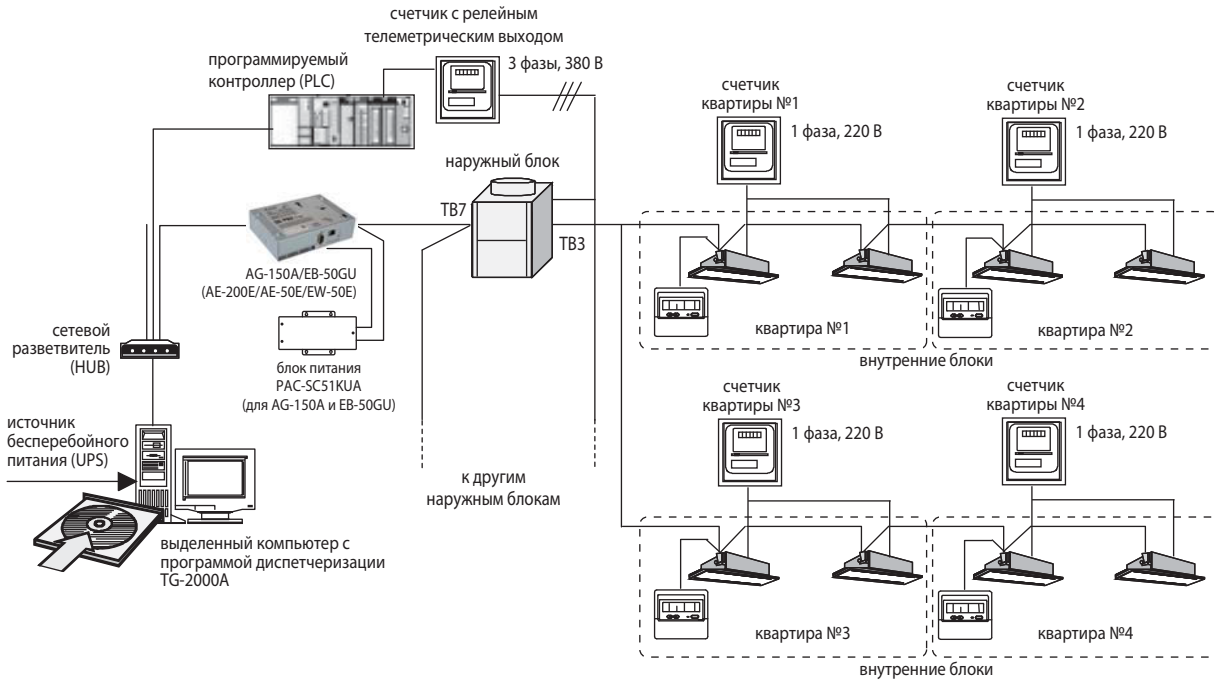 счетчик с релейным
телеметрическим выходом
программируемый
контроллер (PLC)
3 фазы, 380 В
счетчик
квартиры №1
1 фаза, 220 В
счетчик
квартиры №2
1 фаза, 220 В
наружный блок
TB7
TB3
AG-150A/EB-50GU
(AE-200E/AE-50E/EW-50E)
квартира №1
квартира №2
внутренние блоки
сетевой
разветвитель
(HUB)
блок питания
PAC-SC51KUA
(для AG-150A и EB-50GU)
счетчик
квартиры №3
1 фаза, 220 В
счетчик
квартиры №4
1 фаза, 220 В
источник
бесперебойного
питания (UPS)
к другим
наружным блокам
выделенный компьютер с
программой диспетчеризации
TG-2000A
квартира №3
квартира №4
внутренние блоки